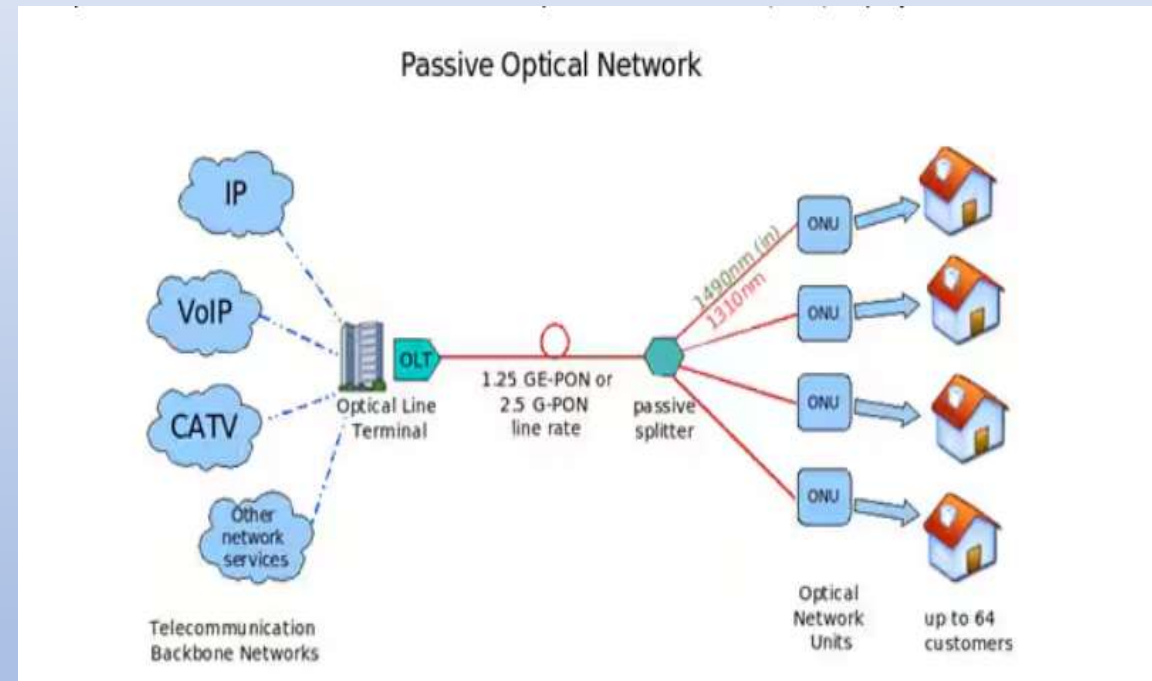 Passive Optical Network
IP
VoIP
CATV
Other
network
services
Telecommunication
Backbone Networks
OLT
Optical Line
Terminal
1.25 GE-PON or
2.5 G-PON
line rate
passive
splitter
1490nm (in)
1310nm
ONU
ONU
ONU
ONU
Optical
Network
Units
up to 64
customers